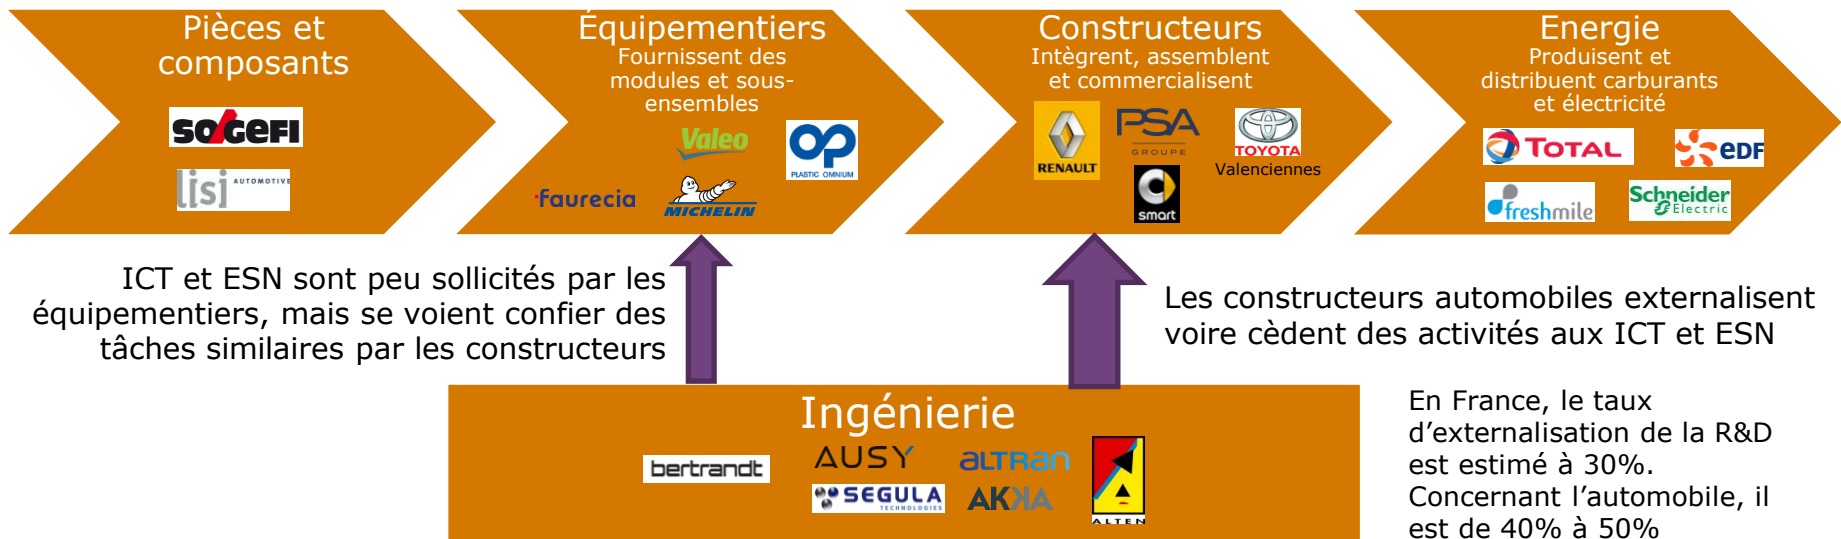 Pièces et
composants
SOGEFI
lisi AUTOMOTIVE
Équipementiers
Fournissent des
modules et sous-
ensembles
Valeo
OP
PLASTIC OMNIUM
faurecia
MICHELIN
Constructeurs
Intègrent, assemblent
et commercialisent
RENAULT
PSA
GROUPE
TOYOTA
Valenciennes
smart
Energie
Produisent et
distribuent carburants
et électricité
TOTAL
eDF
freshmile
Schneider
Electric
ICT et ESN sont peu sollicités par les
équipementiers, mais se voient confier des
tâches similaires par les constructeurs
Les constructeurs automobiles externalisent
voire cèdent des activités aux ICT et ESN
Ingénierie
bertrandt
AUSY
SEGULA
TECHNOLOGIES
aLTRan
AKKA
ALTEN
En France, le taux
d'externalisation de la R&D
est estimé à 30%.
Concernant l'automobile, il
est de 40% à 50%